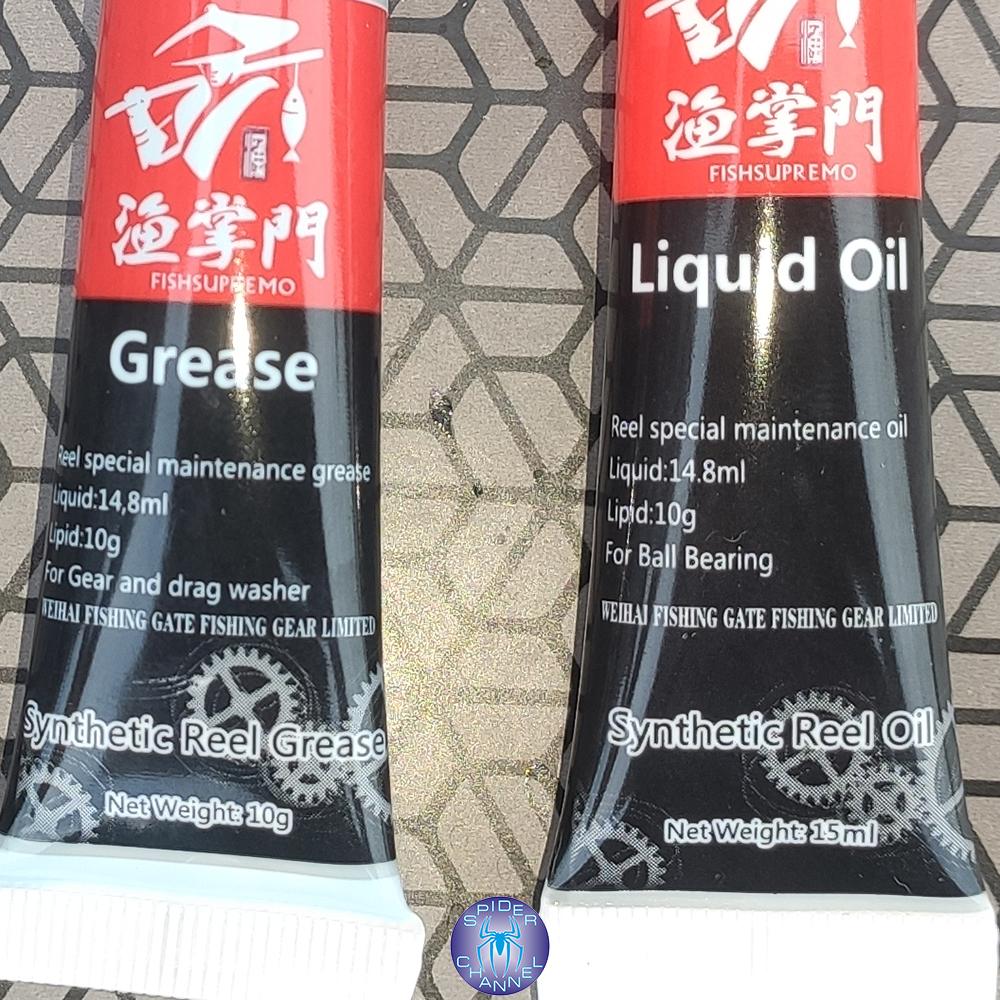 漁掌門
FISHSUPREMO
Grease
Reel special maintenance grease
Liquid:14,8ml
Lipid:10g
For Gear and drag washer
WEIHAI FISHING GATE FISHING GEAR LIMITED
Synthetic Reel Grease
Net Weight: 10g
漁掌門
FISHSUPREMO
Liquid Oil
Reel special maintenance oil
Liquid:14.8ml
Lipid:10g
For Ball Bearing
WEIHAI FISHING GATE FISHING GEAR LIMITED
Synthetic Reel Oil
Net Weight: 15ml
SPIDER
CHANNEL